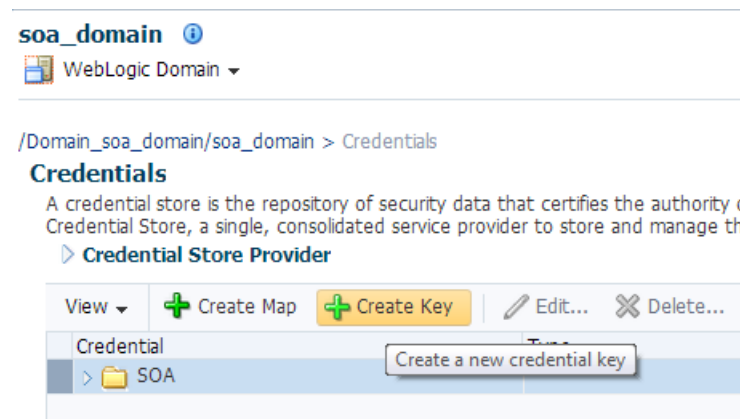 soa_domain
WebLogic Domain
/Domain_soa_domain/soa_domain > Credentials
Credentials
A credential store is the repository of security data that certifies the authority
Credential Store, a single, consolidated service provider to store and manage
Credential Store Provider
View Create Map Create Key Edit... Delete...
Credential
Create a new credential key
SOA